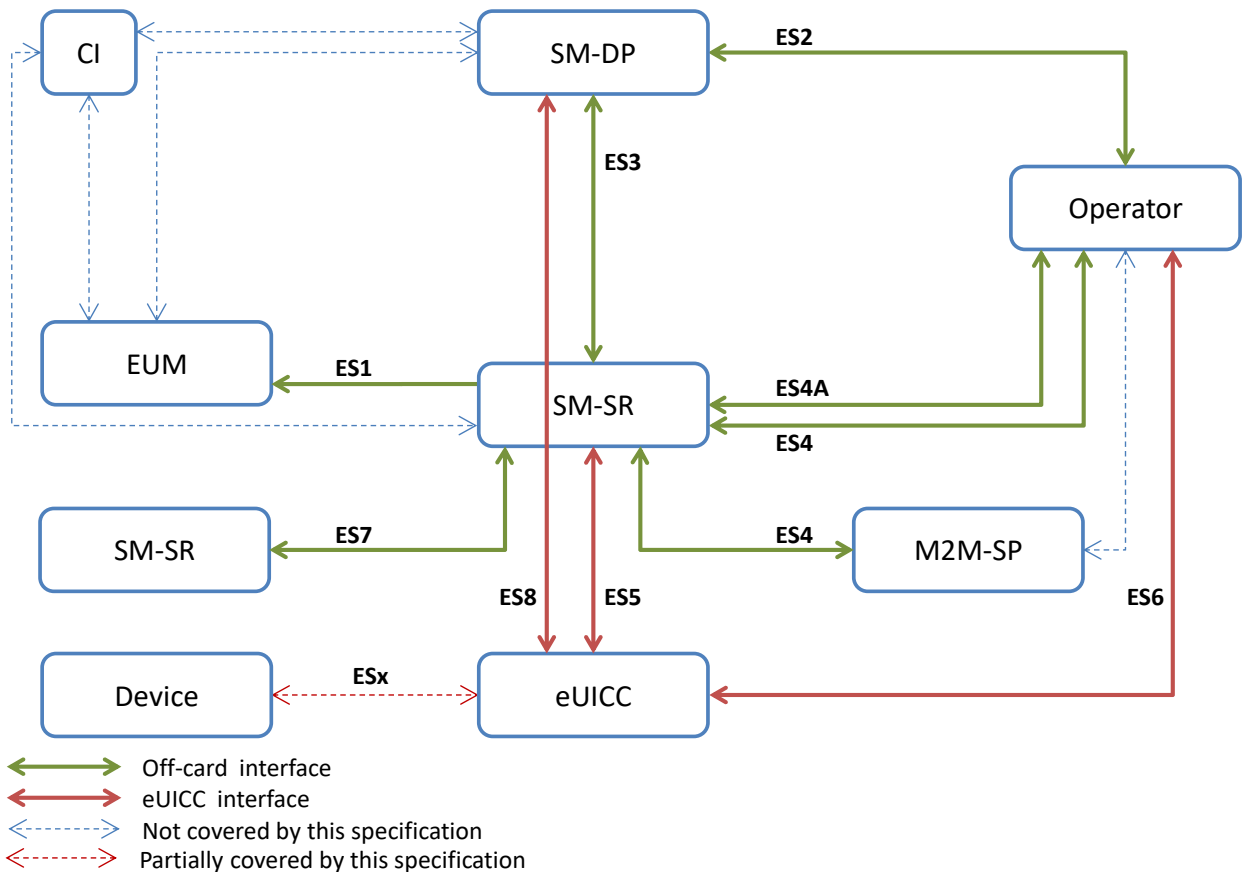 CI
SM-DP
ES2
ES3
Operator
EUM
ES1
SM-SR
ES4A
ES4
SM-SR
ES7
ES4
M2M-SP
ES8
ES5
ES6
Device
ESx
eUICC
Off-card interface
eUICC interface
Not covered by this specification
Partially covered by this specification